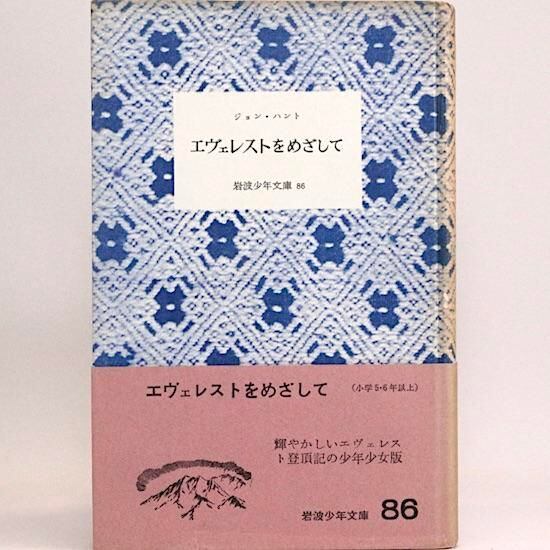 ジョン・ハント
エヴェレストをめざして
岩波少年文庫 86
エヴェレストをめざして (小学5・6年以上)
輝やかしいエヴェレス
ト登頂記の少年少女版
岩波少年文庫 86